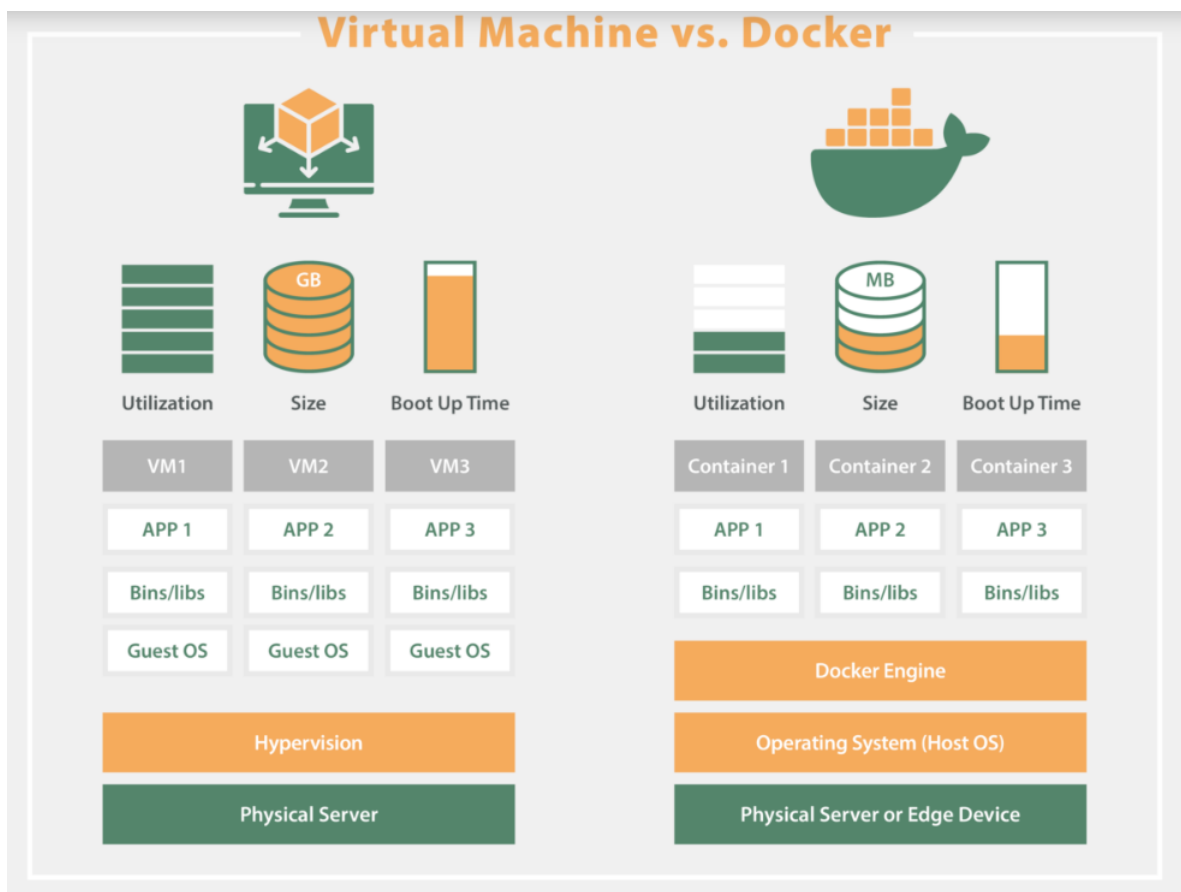 Virtual Machine vs. Docker
GB
Utilization
Size
Boot Up Time
VM1
VM2
VM3
APP 1
APP 2
APP 3
Bins/libs
Bins/libs
Bins/libs
Guest OS
Guest OS
Guest OS
Hypervision
Physical Server
MB
Utilization
Size
Boot Up Time
Container 1
Container 2
Container 3
APP 1
APP 2
APP 3
Bins/libs
Bins/libs
Bins/libs
Docker Engine
Operating System (Host OS)
Physical Server or Edge Device